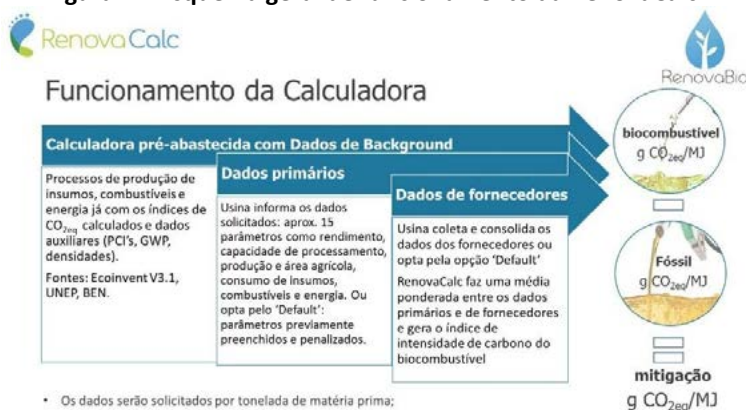 Renova Calc
RenovaBio
Funcionamento da Calculadora
Calculadora pré-abastecida com Dados de Background
Processos de produção de
insumos, combustíveis e
energia já com os índices de
CO2eq calculados e dados
auxiliares (PCI's, GWP,
densidades).
Fontes: Ecoinvent V3.1,
UNEP, BEN.
Dados primários
Usina informa os dados
solicitados: aprox. 15
parâmetros como rendimento,
capacidade de processamento,
produção e área agrícola,
consumo de insumos,
combustíveis e energia. Ou
opta pelo 'Default':
parâmetros previamente
preenchidos e penalizados.
Dados de fornecedores
Usina coleta e consolida os
dados dos fornecedores ou
opta pela opção 'Default'
RenovaCalc faz uma média
ponderada entre os dados
primários e de fornecedores
e gera o índice de
intensidade de carbono do
biocombustível
biocombustível
g CO2eq/MJ
Fóssil
g CO2eq/MJ
mitigação
g CO2eq/MJ
• Os dados serão solicitados por tonelada de matéria prima;